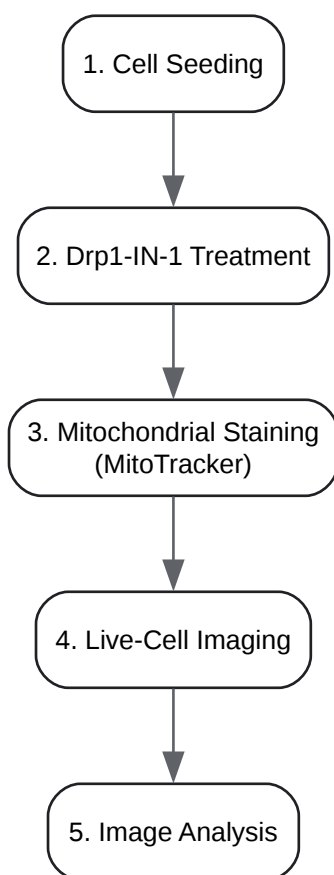 1. Cell Seeding
2. Drp1-IN-1 Treatment
3. Mitochondrial Staining
(MitoTracker)
4. Live-Cell Imaging
5. Image Analysis